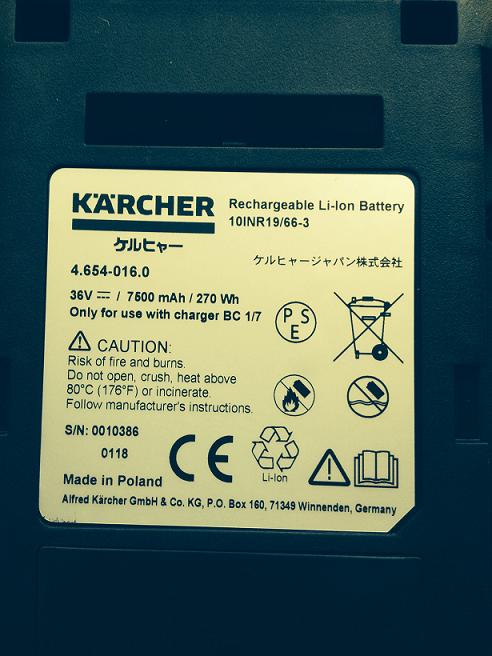 KÄRCHER
ケルヒャー
Rechargeable Li-Ion Battery
10INR19/66-3
ケルヒャージャパン株式会社
4.654-016.0
36V ⎓ / 7500 mAh / 270 Wh
Only for use with charger BC 1/7
PSE
CAUTION:
Risk of fire and burns.
Do not open, crush, heat above
80°C (176°F) or incinerate.
Follow manufacturer's instructions.
S/N: 0010386
0118
CE
Li-Ion
Made in Poland
Alfred Kärcher GmbH & Co. KG, P.O. Box 160, 71349 Winnenden, Germany